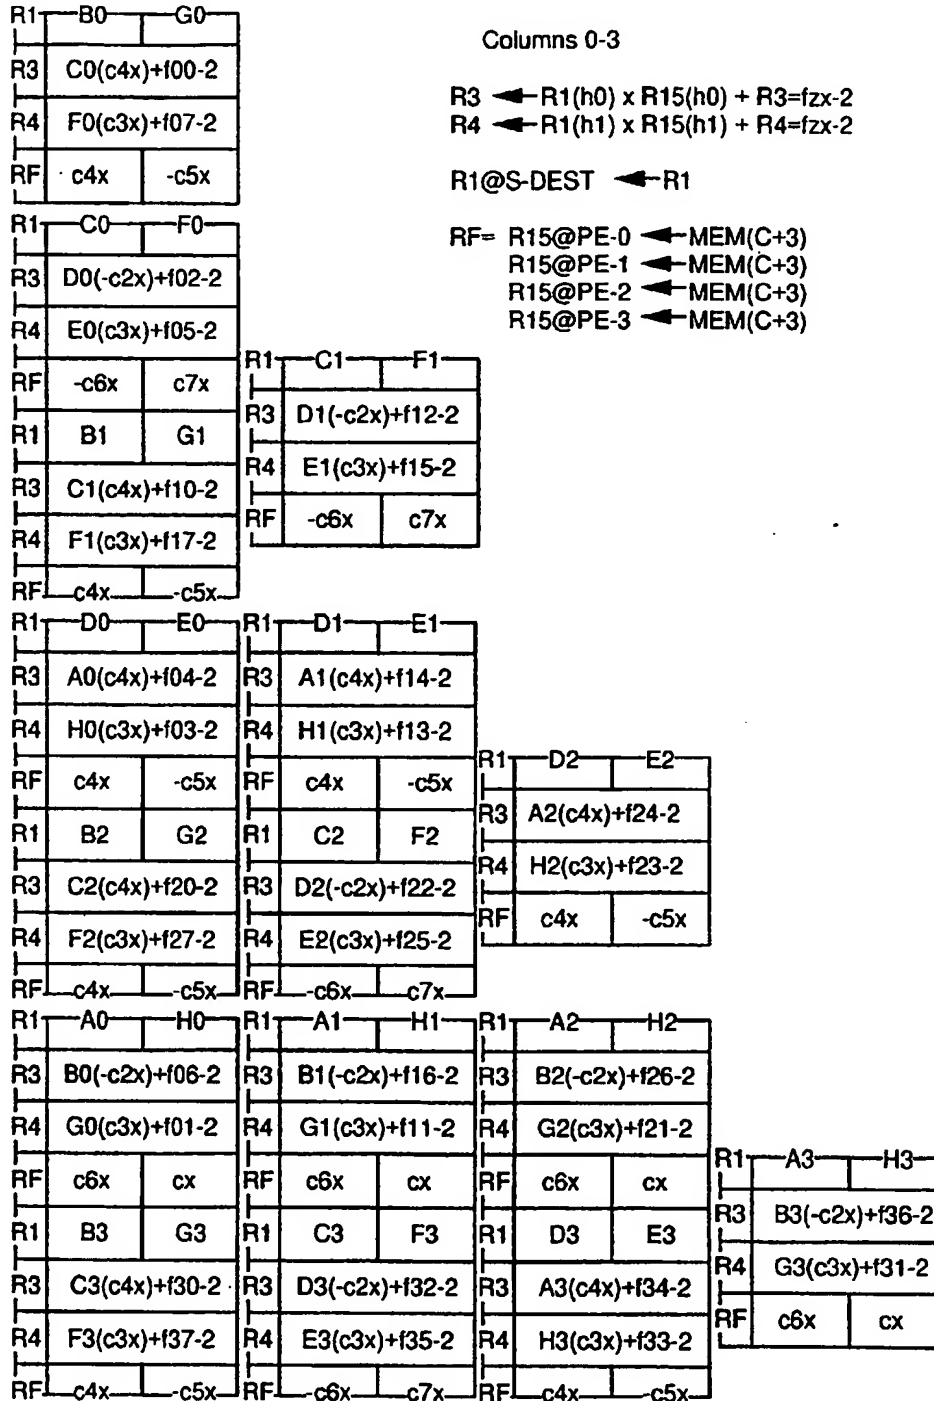 Columns 0-3
R3 ← R1(h0) x R15(h0) + R3=fzx-2
R4 ← R1(h1) x R15(h1) + R4=fzx-2
R1@S-DEST ← R1
RF= R15@PE-0 ← MEM(C+3)
R15@PE-1 ← MEM(C+3)
R15@PE-2 ← MEM(C+3)
R15@PE-3 ← MEM(C+3)
R1 B0 G0
R3 C0(c4x)+f00-2
R4 F0(c3x)+f07-2
RF c4x -c5x
R1 C0 F0
R3 D0(-c2x)+f02-2
R4 E0(c3x)+f05-2
RF -c6x c7x
R1 B1 G1
R3 C1(c4x)+f10-2
R4 F1(c3x)+f17-2
RF c4x -c5x
R1 C1 F1
R3 D1(-c2x)+f12-2
R4 E1(c3x)+f15-2
RF -c6x c7x
R1 D0 E0
R3 A0(c4x)+f04-2
R4 H0(c3x)+f03-2
RF c4x -c5x
R1 B2 G2
R3 C2(c4x)+f20-2
R4 F2(c3x)+f27-2
RF c4x -c5x
R1 D1 E1
R3 A1(c4x)+f14-2
R4 H1(c3x)+f13-2
RF c4x -c5x
R1 C2 F2
R3 D2(-c2x)+f22-2
R4 E2(c3x)+f25-2
RF -c6x c7x
R1 D2 E2
R3 A2(c4x)+f24-2
R4 H2(c3x)+f23-2
RF c4x -c5x
R1 A0 H0
R3 B0(-c2x)+f06-2
R4 G0(c3x)+f01-2
RF c6x cx
R1 B3 G3
R3 C3(c4x)+f30-2
R4 F3(c3x)+f37-2
RF c4x -c5x
R1 A1 H1
R3 B1(-c2x)+f16-2
R4 G1(c3x)+f11-2
RF c6x cx
R1 C3 F3
R3 D3(-c2x)+f32-2
R4 E3(c3x)+f35-2
RF -c6x c7x
R1 A2 H2
R3 B2(-c2x)+f26-2
R4 G2(c3x)+f21-2
RF c6x cx
R1 D3 E3
R3 A3(c4x)+f34-2
R4 H3(c3x)+f33-2
RF c4x -c5x
R1 A3 H3
R3 B3(-c2x)+f36-2
R4 G3(c3x)+f31-2
RF c6x cx